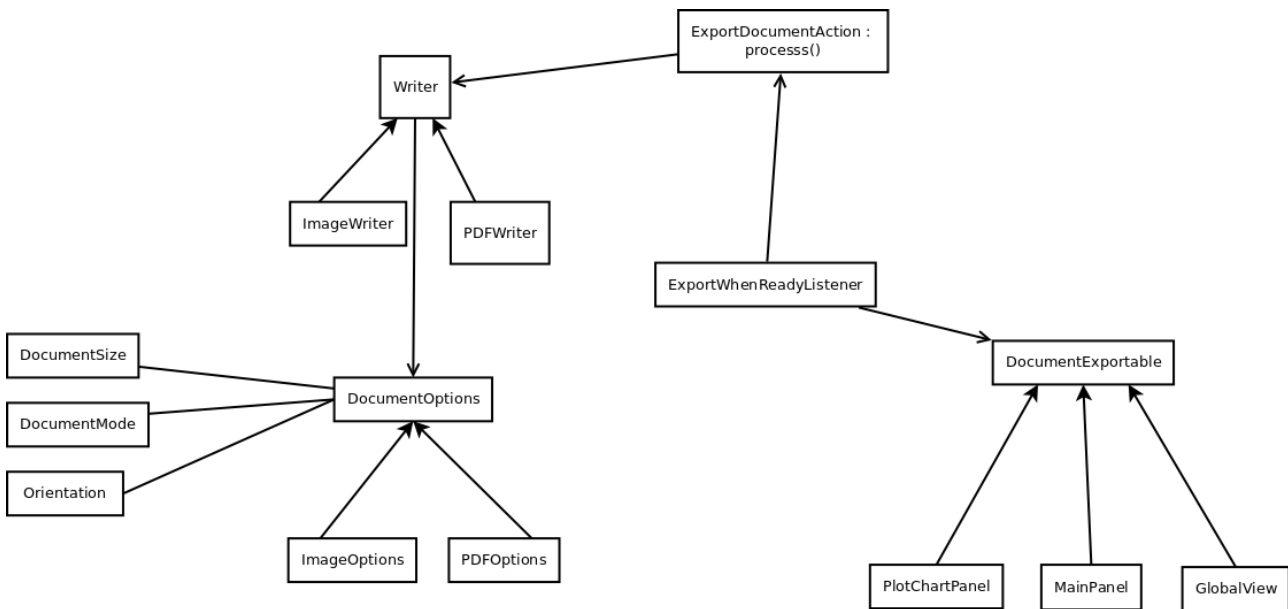 ExportDocumentAction :
processs()
Writer
ImageWriter
PDFWriter
ExportWhenReadyListener
DocumentSize
DocumentExportable
DocumentOptions
DocumentMode
Orientation
ImageOptions
PDFOptions
PlotChartPanel
MainPanel
GlobalView